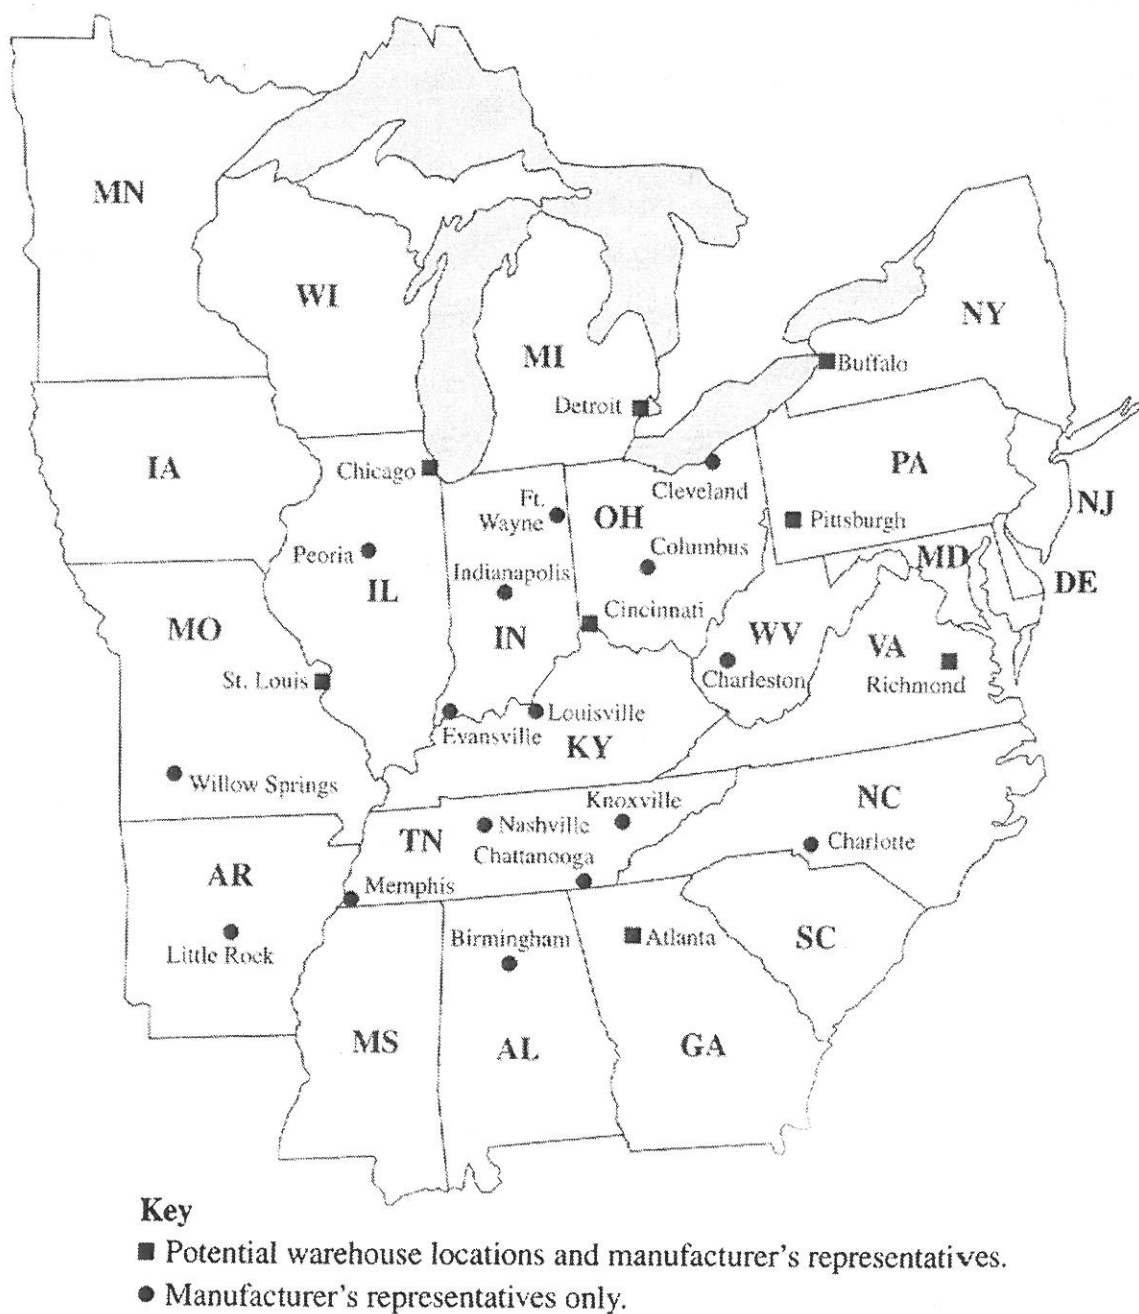 MN
WI
MI
NY
Buffalo
Detroit
IA
Chicago
Cleveland
PA
NJ
Ft.
Wayne
OH
Pittsburgh
Peoria
Columbus
MD
DE
Indianapolis
IL
Cincinnati
MO
IN
WV
VA
St. Louis
Charleston
Richmond
Louisville
Evansville
KY
Willow Springs
Knoxville
NC
TN
Nashville
Charlotte
Chattanooga
AR
Memphis
Birmingham
Atlanta
SC
Little Rock
MS
AL
GA
Key
■ Potential warehouse locations and manufacturer's representatives.
● Manufacturer's representatives only.